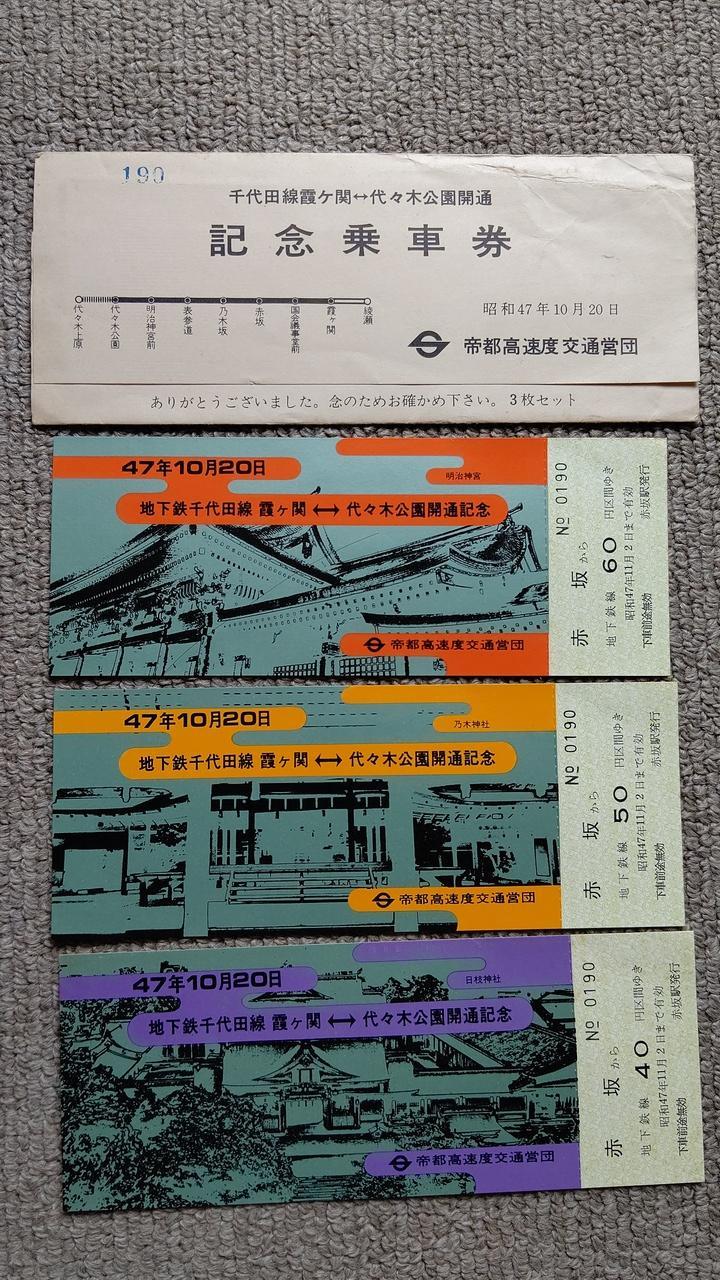 190
千代田線霞ケ関↔代々木公園開通
記念乗車券
代々木上原
代々木公園
明治神宮前
表参道
乃木坂
赤坂
国会議事堂前
霞ヶ関
綾瀬
昭和47年10月20日
帝都高速度交通営団
ありがとうございました。念のためお確かめ下さい。3枚セット
47年10月20日
明治神宮
地下鉄千代田線 霞ヶ関 ↔ 代々木公園開通記念
帝都高速度交通営団
№ 0190
赤坂から
地下鉄線 60 円区間ゆき
昭和47年11月2日まで有効
下車前途無効 赤坂駅発行
47年10月20日
乃木神社
地下鉄千代田線 霞ヶ関 ↔ 代々木公園開通記念
帝都高速度交通営団
№ 0190
赤坂から
地下鉄線 50 円区間ゆき
昭和47年11月2日まで有効
下車前途無効 赤坂駅発行
47年10月20日
日枝神社
地下鉄千代田線 霞ヶ関 ↔ 代々木公園開通記念
帝都高速度交通営団
№ 0190
赤坂から
地下鉄線 40 円区間ゆき
昭和47年11月2日まで有効
下車前途無効 赤坂駅発行